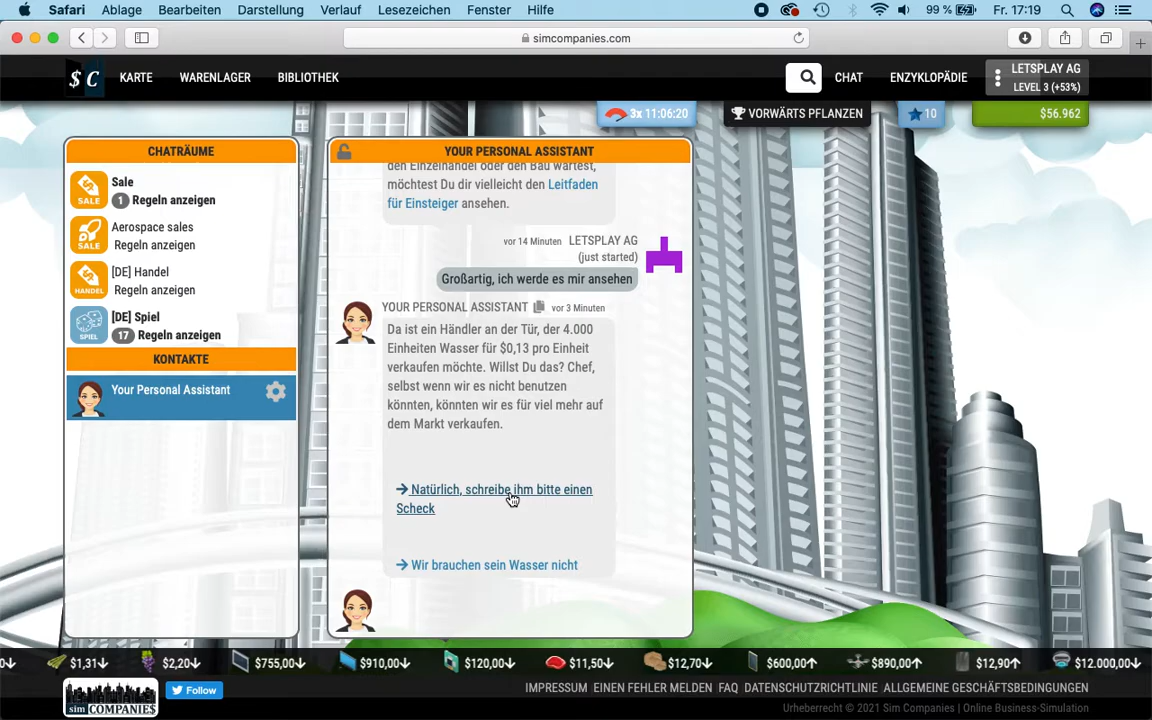 Safari Ablage Bearbeiten Darstellung Verlauf Lesezeichen Fenster Hilfe 99 % Fr. 17:19
simcompanies.com
$ C KARTE WARENLAGER BIBLIOTHEK CHAT ENZYKLOPÄDIE LETSPLAY AG
LEVEL 3 (+53%)
3x 11:06:20 VORWÄRTS PFLANZEN 10 $56.962
CHATRÄUME
Sale
1 Regeln anzeigen
SALE
Aerospace sales
Regeln anzeigen
SALE
[DE] Handel
Regeln anzeigen
HANDEL
[DE] Spiel
17 Regeln anzeigen
SPIEL
KONTAKTE
Your Personal Assistant
YOUR PERSONAL ASSISTANT
den Einzelhandel oder den Bau wartest,
möchtest Du dir vielleicht den Leitfaden
für Einsteiger ansehen.
vor 14 Minuten LETSPLAY AG
(just started)
Großartig, ich werde es mir ansehen
YOUR PERSONAL ASSISTANT vor 3 Minuten
Da ist ein Händler an der Tür, der 4.000
Einheiten Wasser für $0,13 pro Einheit
verkaufen möchte. Willst Du das? Chef,
selbst wenn wir es nicht benutzen
könnten, könnten wir es für viel mehr auf
dem Markt verkaufen.
→ Natürlich, schreibe ihm bitte einen
Scheck
→ Wir brauchen sein Wasser nicht
0↓ $1,31↓ $2,20↓ $755,00↓ $910,00↓ $120,00↓ $11,50↓ $12,70↓ $600,00↑ $890,00↑ $12,90↑ $12.000,00↓
sim COMPANIES Follow IMPRESSUM EINEN FEHLER MELDEN FAQ DATENSCHUTZRICHTLINIE ALLGEMEINE GESCHÄFTSBEDINGUNGEN
Urheberrecht © 2021 Sim Companies | Online Business-Simulation